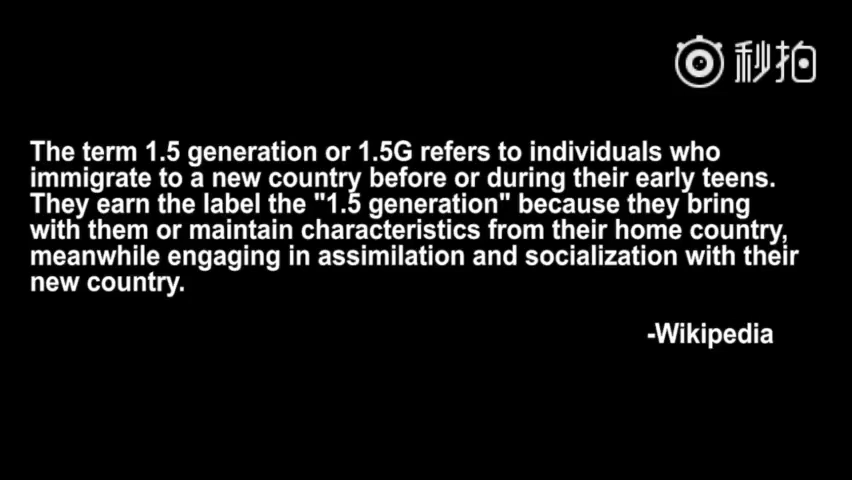 秒拍
The term 1.5 generation or 1.5G refers to individuals who
immigrate to a new country before or during their early teens.
They earn the label the "1.5 generation" because they bring
with them or maintain characteristics from their home country,
meanwhile engaging in assimilation and socialization with their
new country.
-Wikipedia